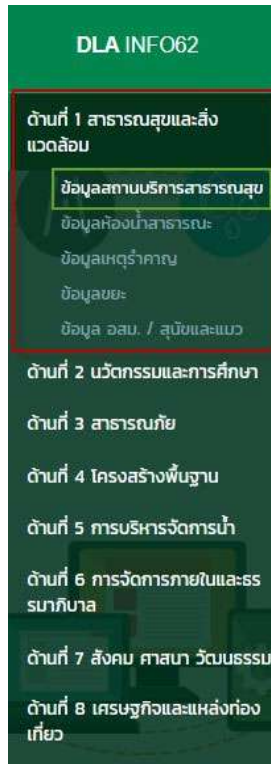 DLA INFO62
ด้านที่ 1 สาธารณสุขและสิ่ง
แวดล้อม
ข้อมูลสถานบริการสาธารณสุข
ข้อมูลห้องน้ำสาธารณะ
ข้อมูลเหตุรำคาญ
ข้อมูลขยะ
ข้อมูล อสม. / สุนัขและแมว
ด้านที่ 2 นวัตกรรมและการศึกษา
ด้านที่ 3 สาธารณภัย
ด้านที่ 4 โครงสร้างพื้นฐาน
ด้านที่ 5 การบริหารจัดการน้ำ
ด้านที่ 6 การจัดการภายในและธร
รมาภิบาล
ด้านที่ 7 สังคม ศาสนา วัฒนธรรม
ด้านที่ 8 เศรษฐกิจและแหล่งท่อง
เที่ยว